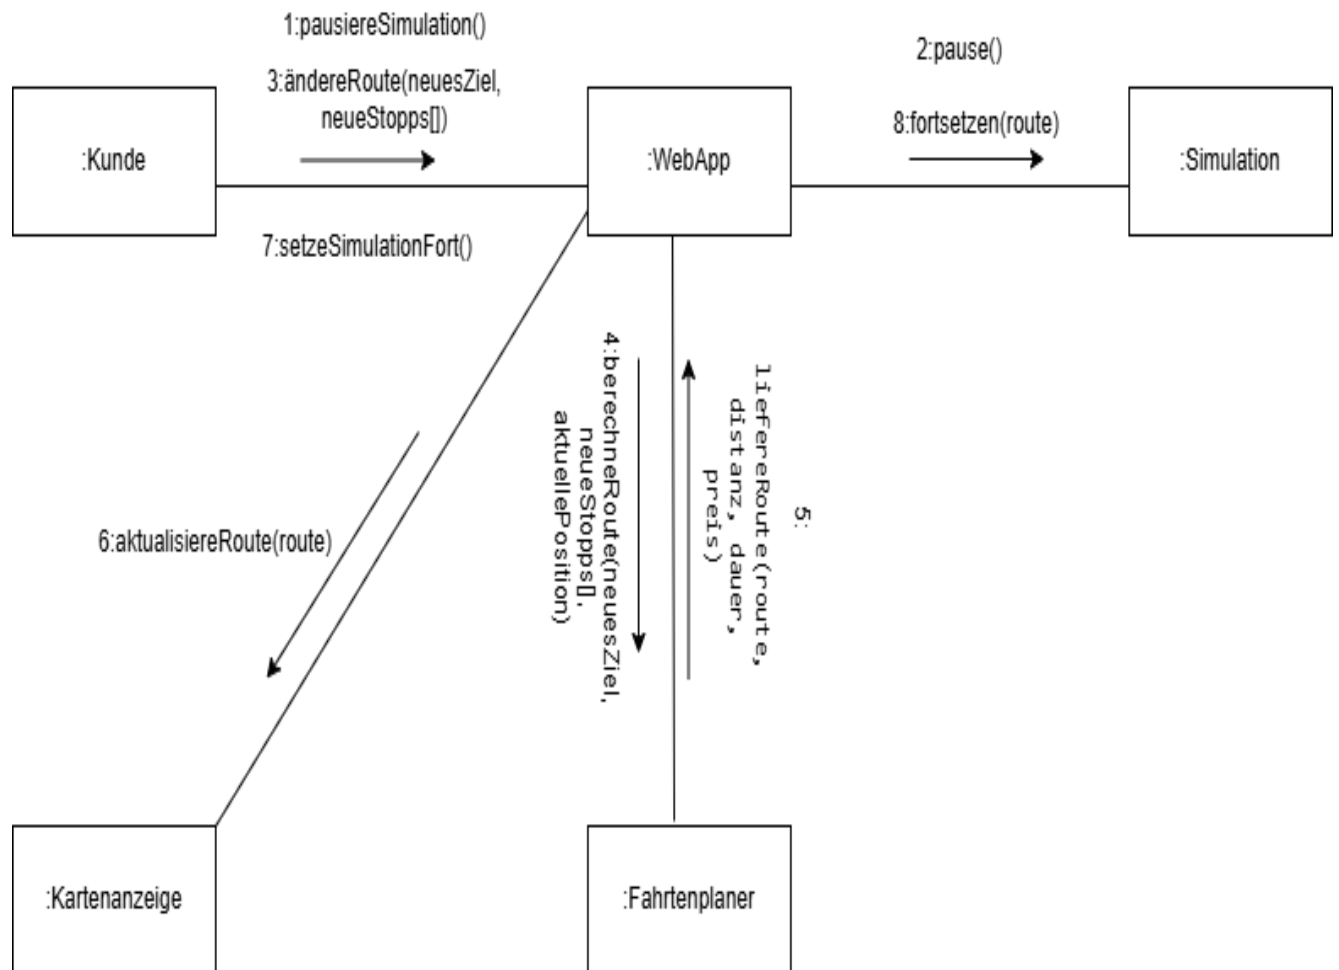 1:pausiereSimulation()
3:ändereRoute(neuesZiel,
neueStopps[])
:Kunde
7:setzeSimulationFort()
:WebApp
2:pause()
8:fortsetzen(route)
:Simulation
4:berechneRoute(neuesZiel,
neueStopps[],
aktuellePosition)
5:
liefereRoute(route,
distanz, dauer,
preis)
6:aktualisiereRoute(route)
:Kartenanzeige
:Fahrtenplaner